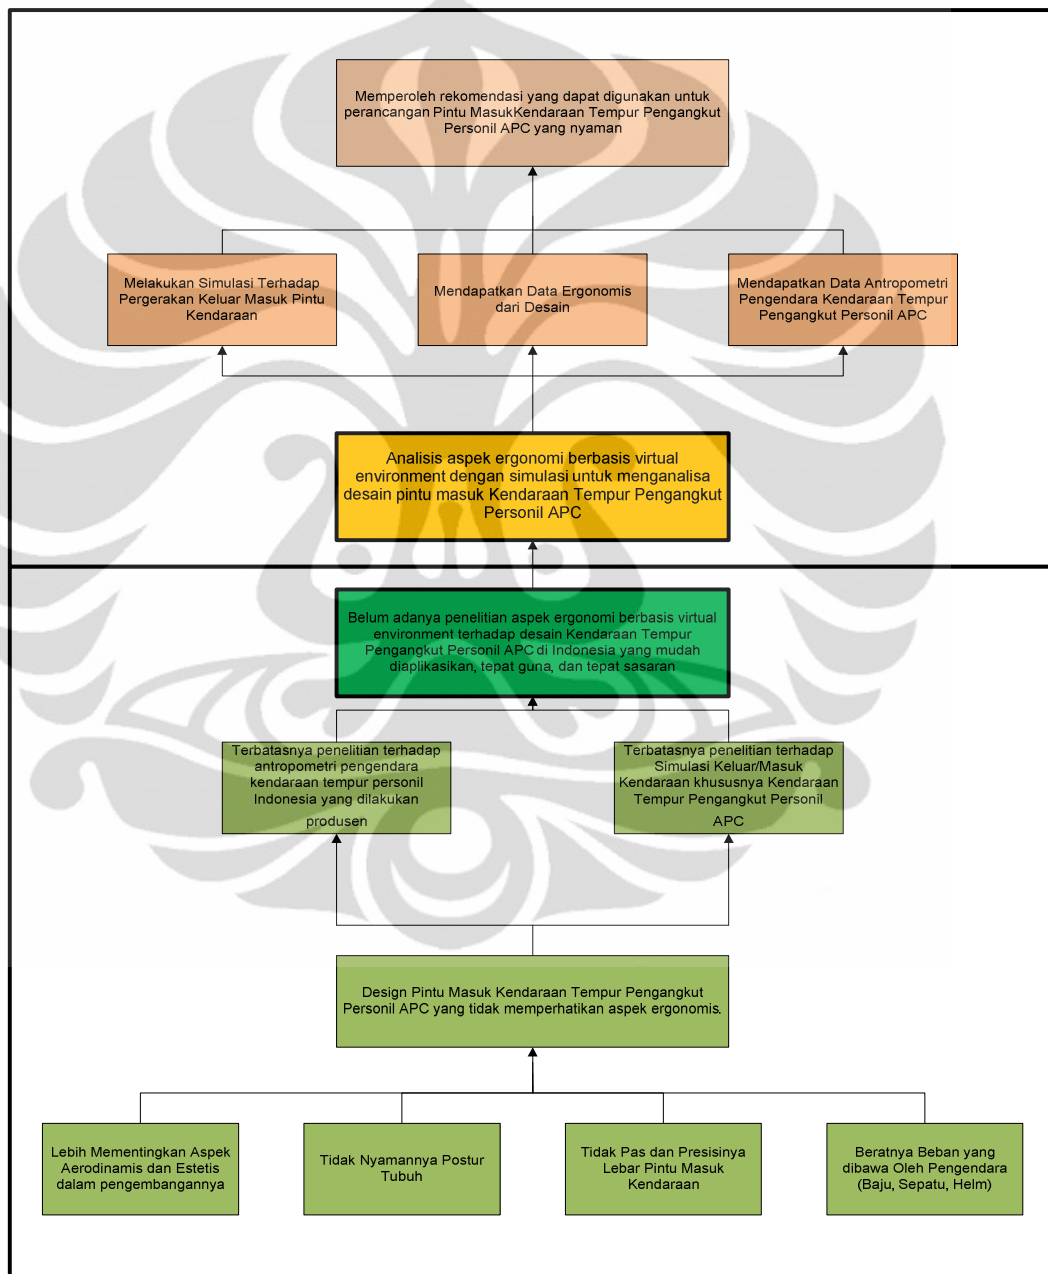 Memperoleh rekomendasi yang dapat digunakan untuk
perancangan Pintu MasukKendaraan Tempur Pengangkut
Personil APC yang nyaman
Melakukan Simulasi Terhadap
Pergerakan Keluar Masuk Pintu
Kendaraan
Mendapatkan Data Ergonomis
dari Desain
Mendapatkan Data Antropometri
Pengendara Kendaraan Tempur
Pengangkut Personil APC
Analisis aspek ergonomi berbasis virtual
environment dengan simulasi untuk menganalisa
desain pintu masuk Kendaraan Tempur Pengangkut
Personil APC
Belum adanya penelitian aspek ergonomi berbasis virtual
environment terhadap desain Kendaraan Tempur
Pengangkut Personil APC di Indonesia yang mudah
diaplikasikan, tepat guna, dan tepat sasaran
Terbatasnya penelitian terhadap
antropometri pengendara
kendaraan tempur personil
Indonesia yang dilakukan
produsen
Terbatasnya penelitian terhadap
Simulasi Keluar/Masuk
Kendaraan khususnya Kendaraan
Tempur Pengangkut Personil
APC
Design Pintu Masuk Kendaraan Tempur Pengangkut
Personil APC yang tidak memperhatikan aspek ergonomis.
Lebih Mementingkan Aspek
Aerodinamis dan Estetis
dalam pengembangannya
Tidak Nyamannya Postur
Tubuh
Tidak Pas dan Presisinya
Lebar Pintu Masuk
Kendaraan
Beratnya Beban yang
dibawa Oleh Pengendara
(Baju, Sepatu, Helm)